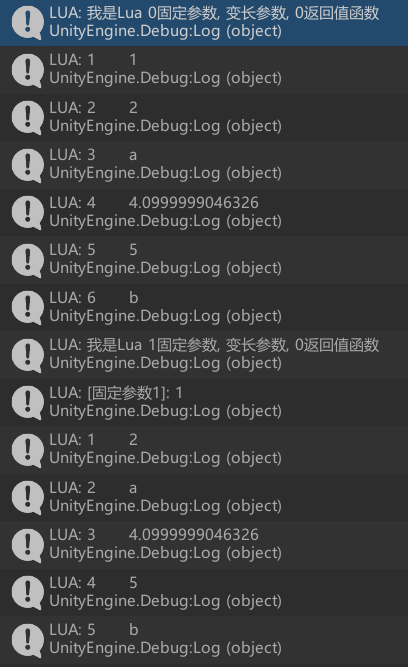 LUA: 我是Lua 0固定参数, 变长参数, 0返回值函数
UnityEngine.Debug:Log (object)
LUA: 1 1
UnityEngine.Debug:Log (object)
LUA: 2 2
UnityEngine.Debug:Log (object)
LUA: 3 a
UnityEngine.Debug:Log (object)
LUA: 4 4.0999999046326
UnityEngine.Debug:Log (object)
LUA: 5 5
UnityEngine.Debug:Log (object)
LUA: 6 b
UnityEngine.Debug:Log (object)
LUA: 我是Lua 1固定参数, 变长参数, 0返回值函数
UnityEngine.Debug:Log (object)
LUA: [固定参数1]: 1
UnityEngine.Debug:Log (object)
LUA: 1 2
UnityEngine.Debug:Log (object)
LUA: 2 a
UnityEngine.Debug:Log (object)
LUA: 3 4.0999999046326
UnityEngine.Debug:Log (object)
LUA: 4 5
UnityEngine.Debug:Log (object)
LUA: 5 b
UnityEngine.Debug:Log (object)